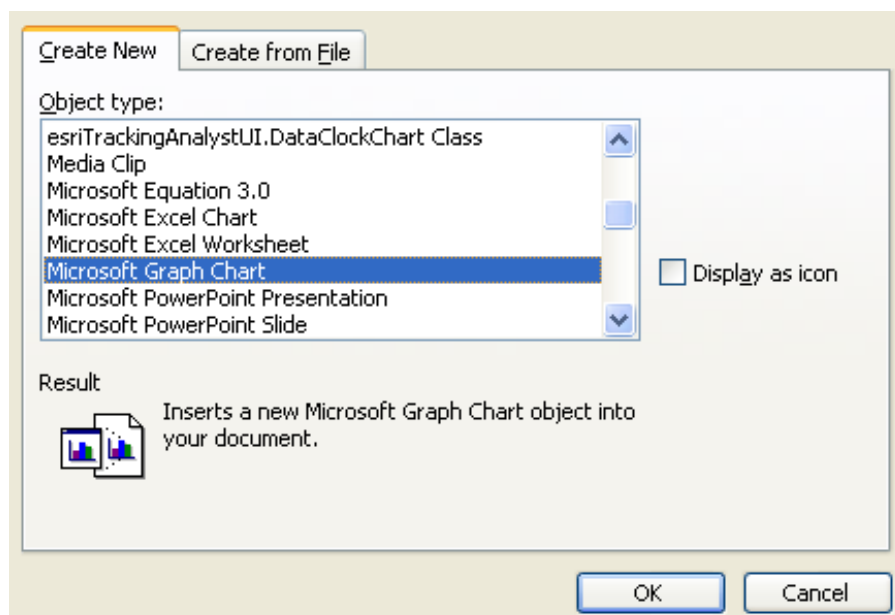 Create New
Create from File
Object type:
esriTrackingAnalystUI.DataClockChart Class
Media Clip
Microsoft Equation 3.0
Microsoft Excel Chart
Microsoft Excel Worksheet
Microsoft Graph Chart
Microsoft PowerPoint Presentation
Microsoft PowerPoint Slide
Display as icon
Result
Inserts a new Microsoft Graph Chart object into
your document.
OK
Cancel